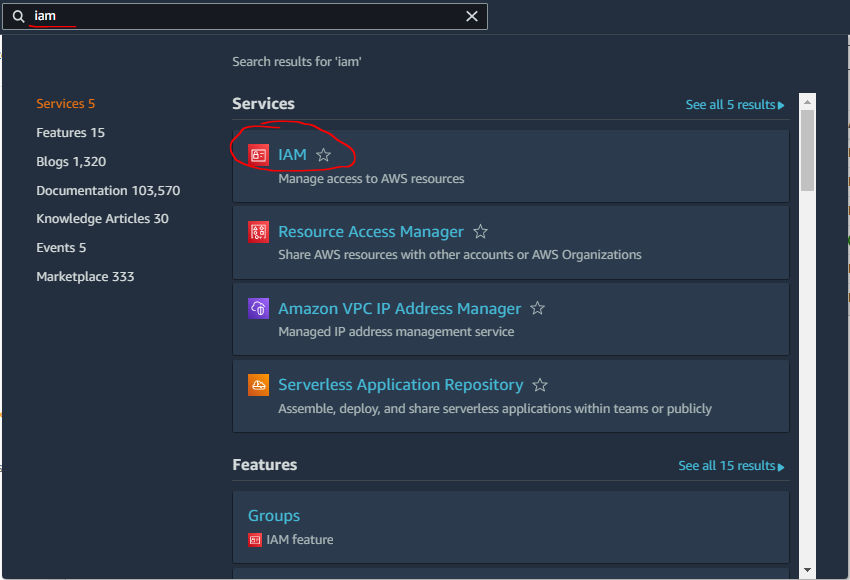 iam
Search results for 'iam'
Services 5
Features 15
Blogs 1,320
Documentation 103,570
Knowledge Articles 30
Events 5
Marketplace 333
Services
See all 5 results
IAM
Manage access to AWS resources
Resource Access Manager
Share AWS resources with other accounts or AWS Organizations
Amazon VPC IP Address Manager
Managed IP address management service
Serverless Application Repository
Assemble, deploy, and share serverless applications within teams or publicly
Features
See all 15 results
Groups
IAM feature